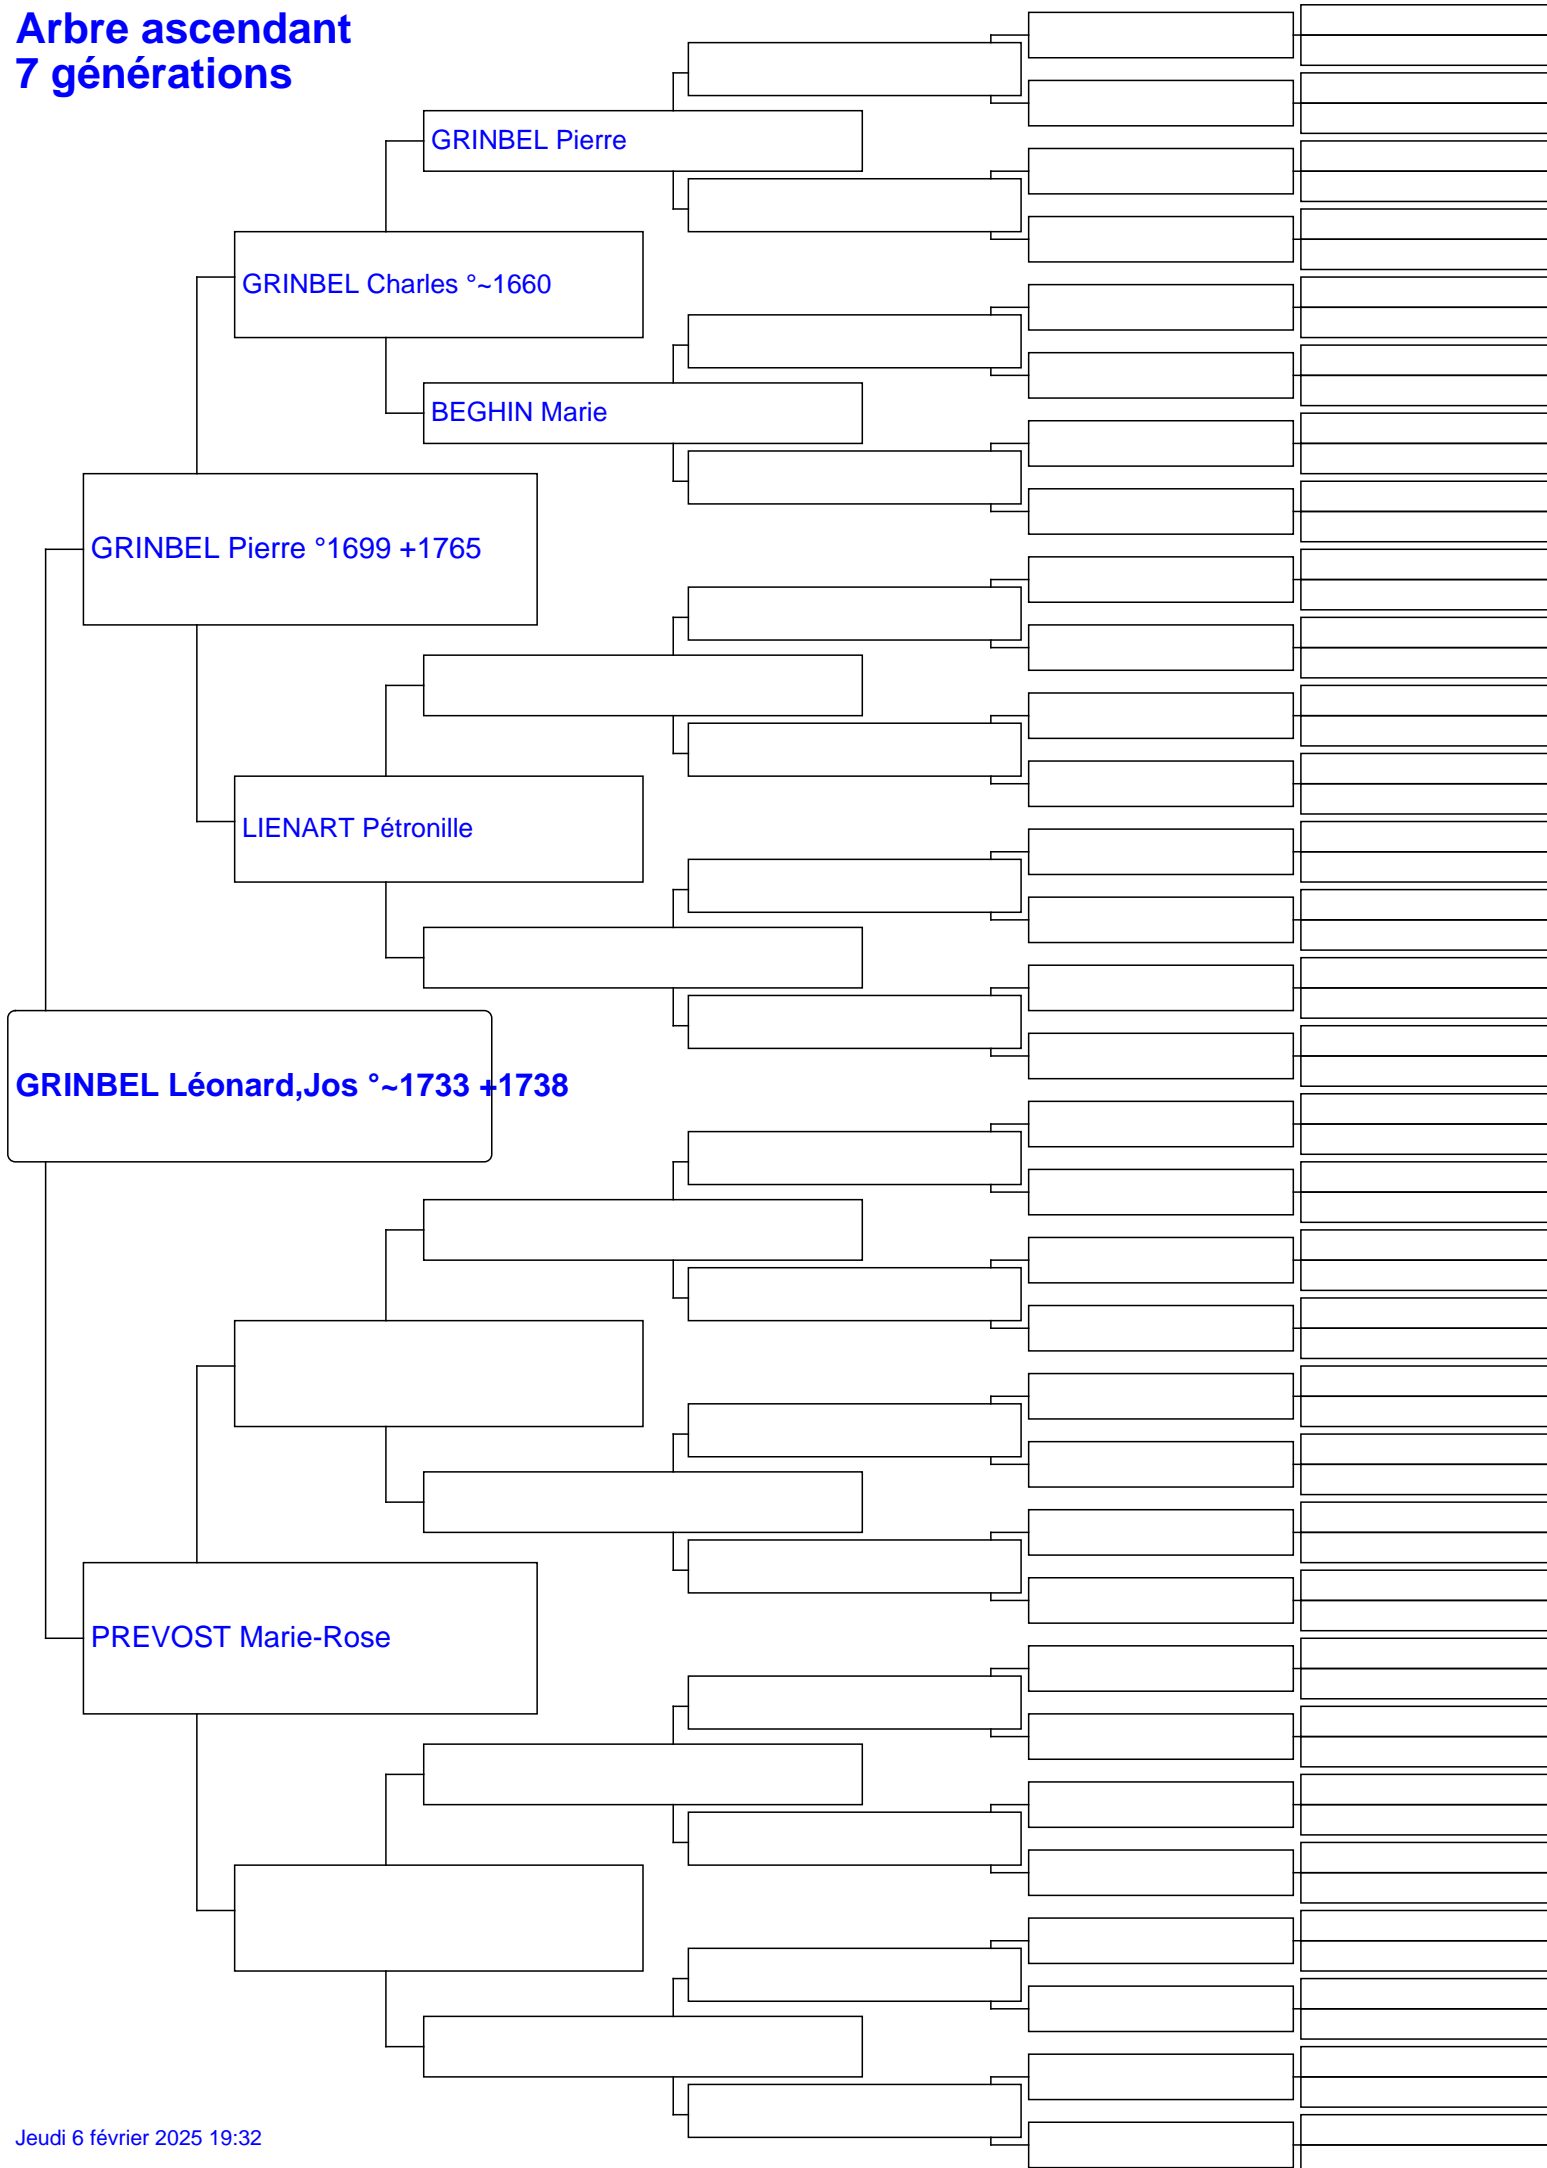 Arbre ascendant
7 générations
GRINBEL Pierre
GRINBEL Charles °~1660
BEGHIN Marie
GRINBEL Pierre °1699 +1765
LIENART Pétronille
GRINBEL Léonard,Jos °~1733 +1738
PREVOST Marie-Rose
Jeudi 6 février 2025 19:32